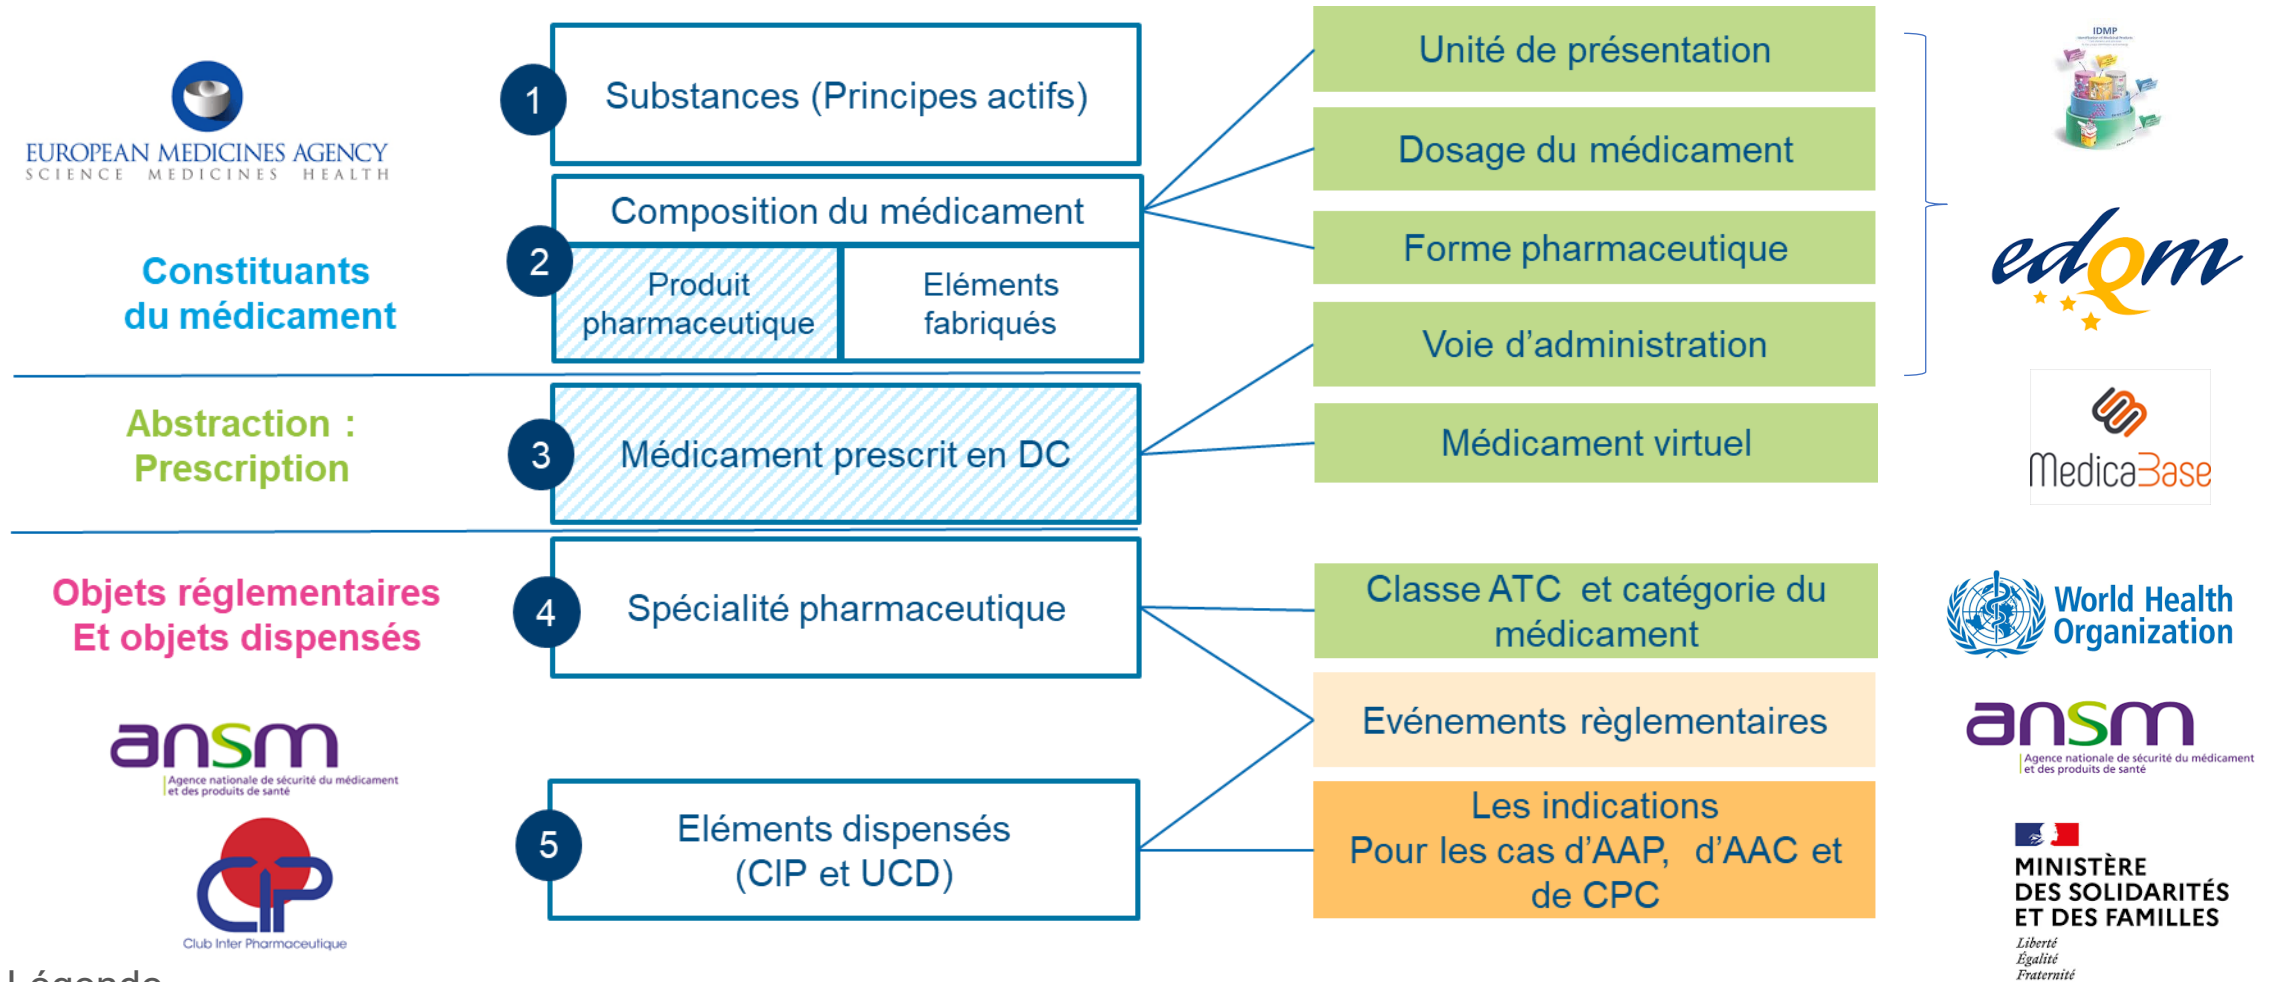 EUROPEAN MEDICINES AGENCY
SCIENCE MEDICINES HEALTH
Constituants
du médicament
Abstraction :
Prescription
Objets réglementaires
Et objets dispensés
ansm
Agence nationale de sécurité du médicament
et des produits de santé
CIP
Club Inter Pharmaceutique
1
Substances (Principes actifs)
2
Composition du médicament
Produit
pharmaceutique
Eléments
fabriqués
3
Médicament prescrit en DC
4
Spécialité pharmaceutique
5
Eléments dispensés
(CIP et UCD)
Unité de présentation
Dosage du médicament
Forme pharmaceutique
Voie d’administration
Médicament virtuel
Classe ATC et catégorie du
médicament
Evénements règlementaires
Les indications
Pour les cas d’AAP, d’AAC et
de CPC
IDMP
edqm
MedicaBase
World Health
Organization
ansm
Agence nationale de sécurité du médicament
et des produits de santé
MINISTÈRE
DES SOLIDARITÉS
ET DES FAMILLES
Liberté
Égalité
Fraternité